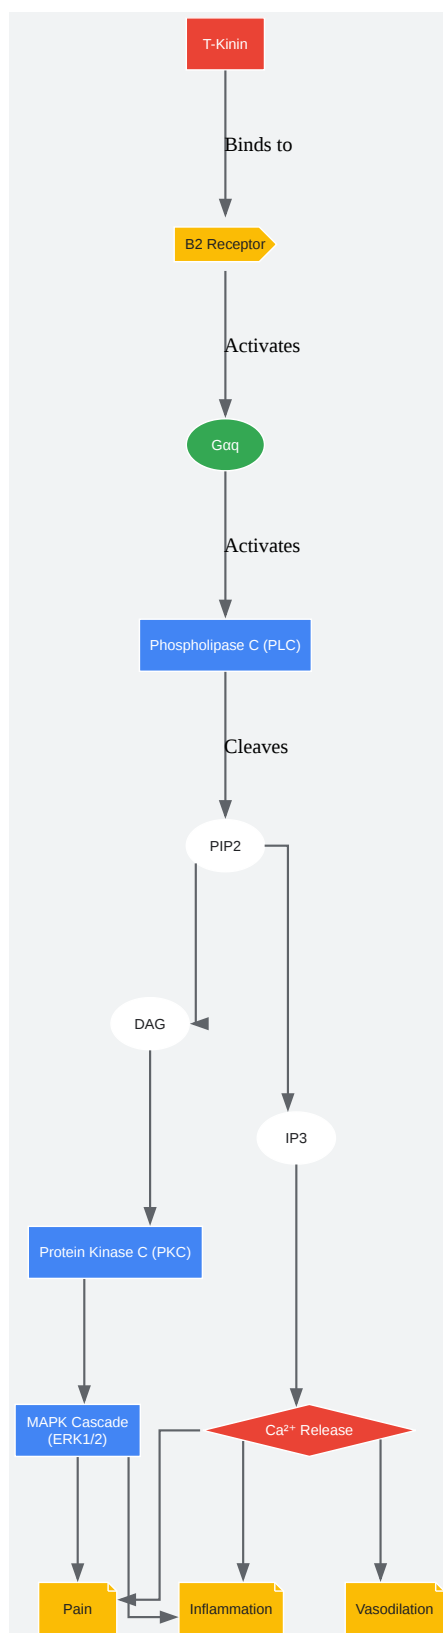 T-Kinin
Binds to
B2 Receptor
Activates
Gαq
Activates
Phospholipase C (PLC)
Cleaves
PIP2
DAG
IP3
Protein Kinase C (PKC)
MAPK Cascade
(ERK1/2)
Ca²⁺ Release
Pain
Inflammation
Vasodilation